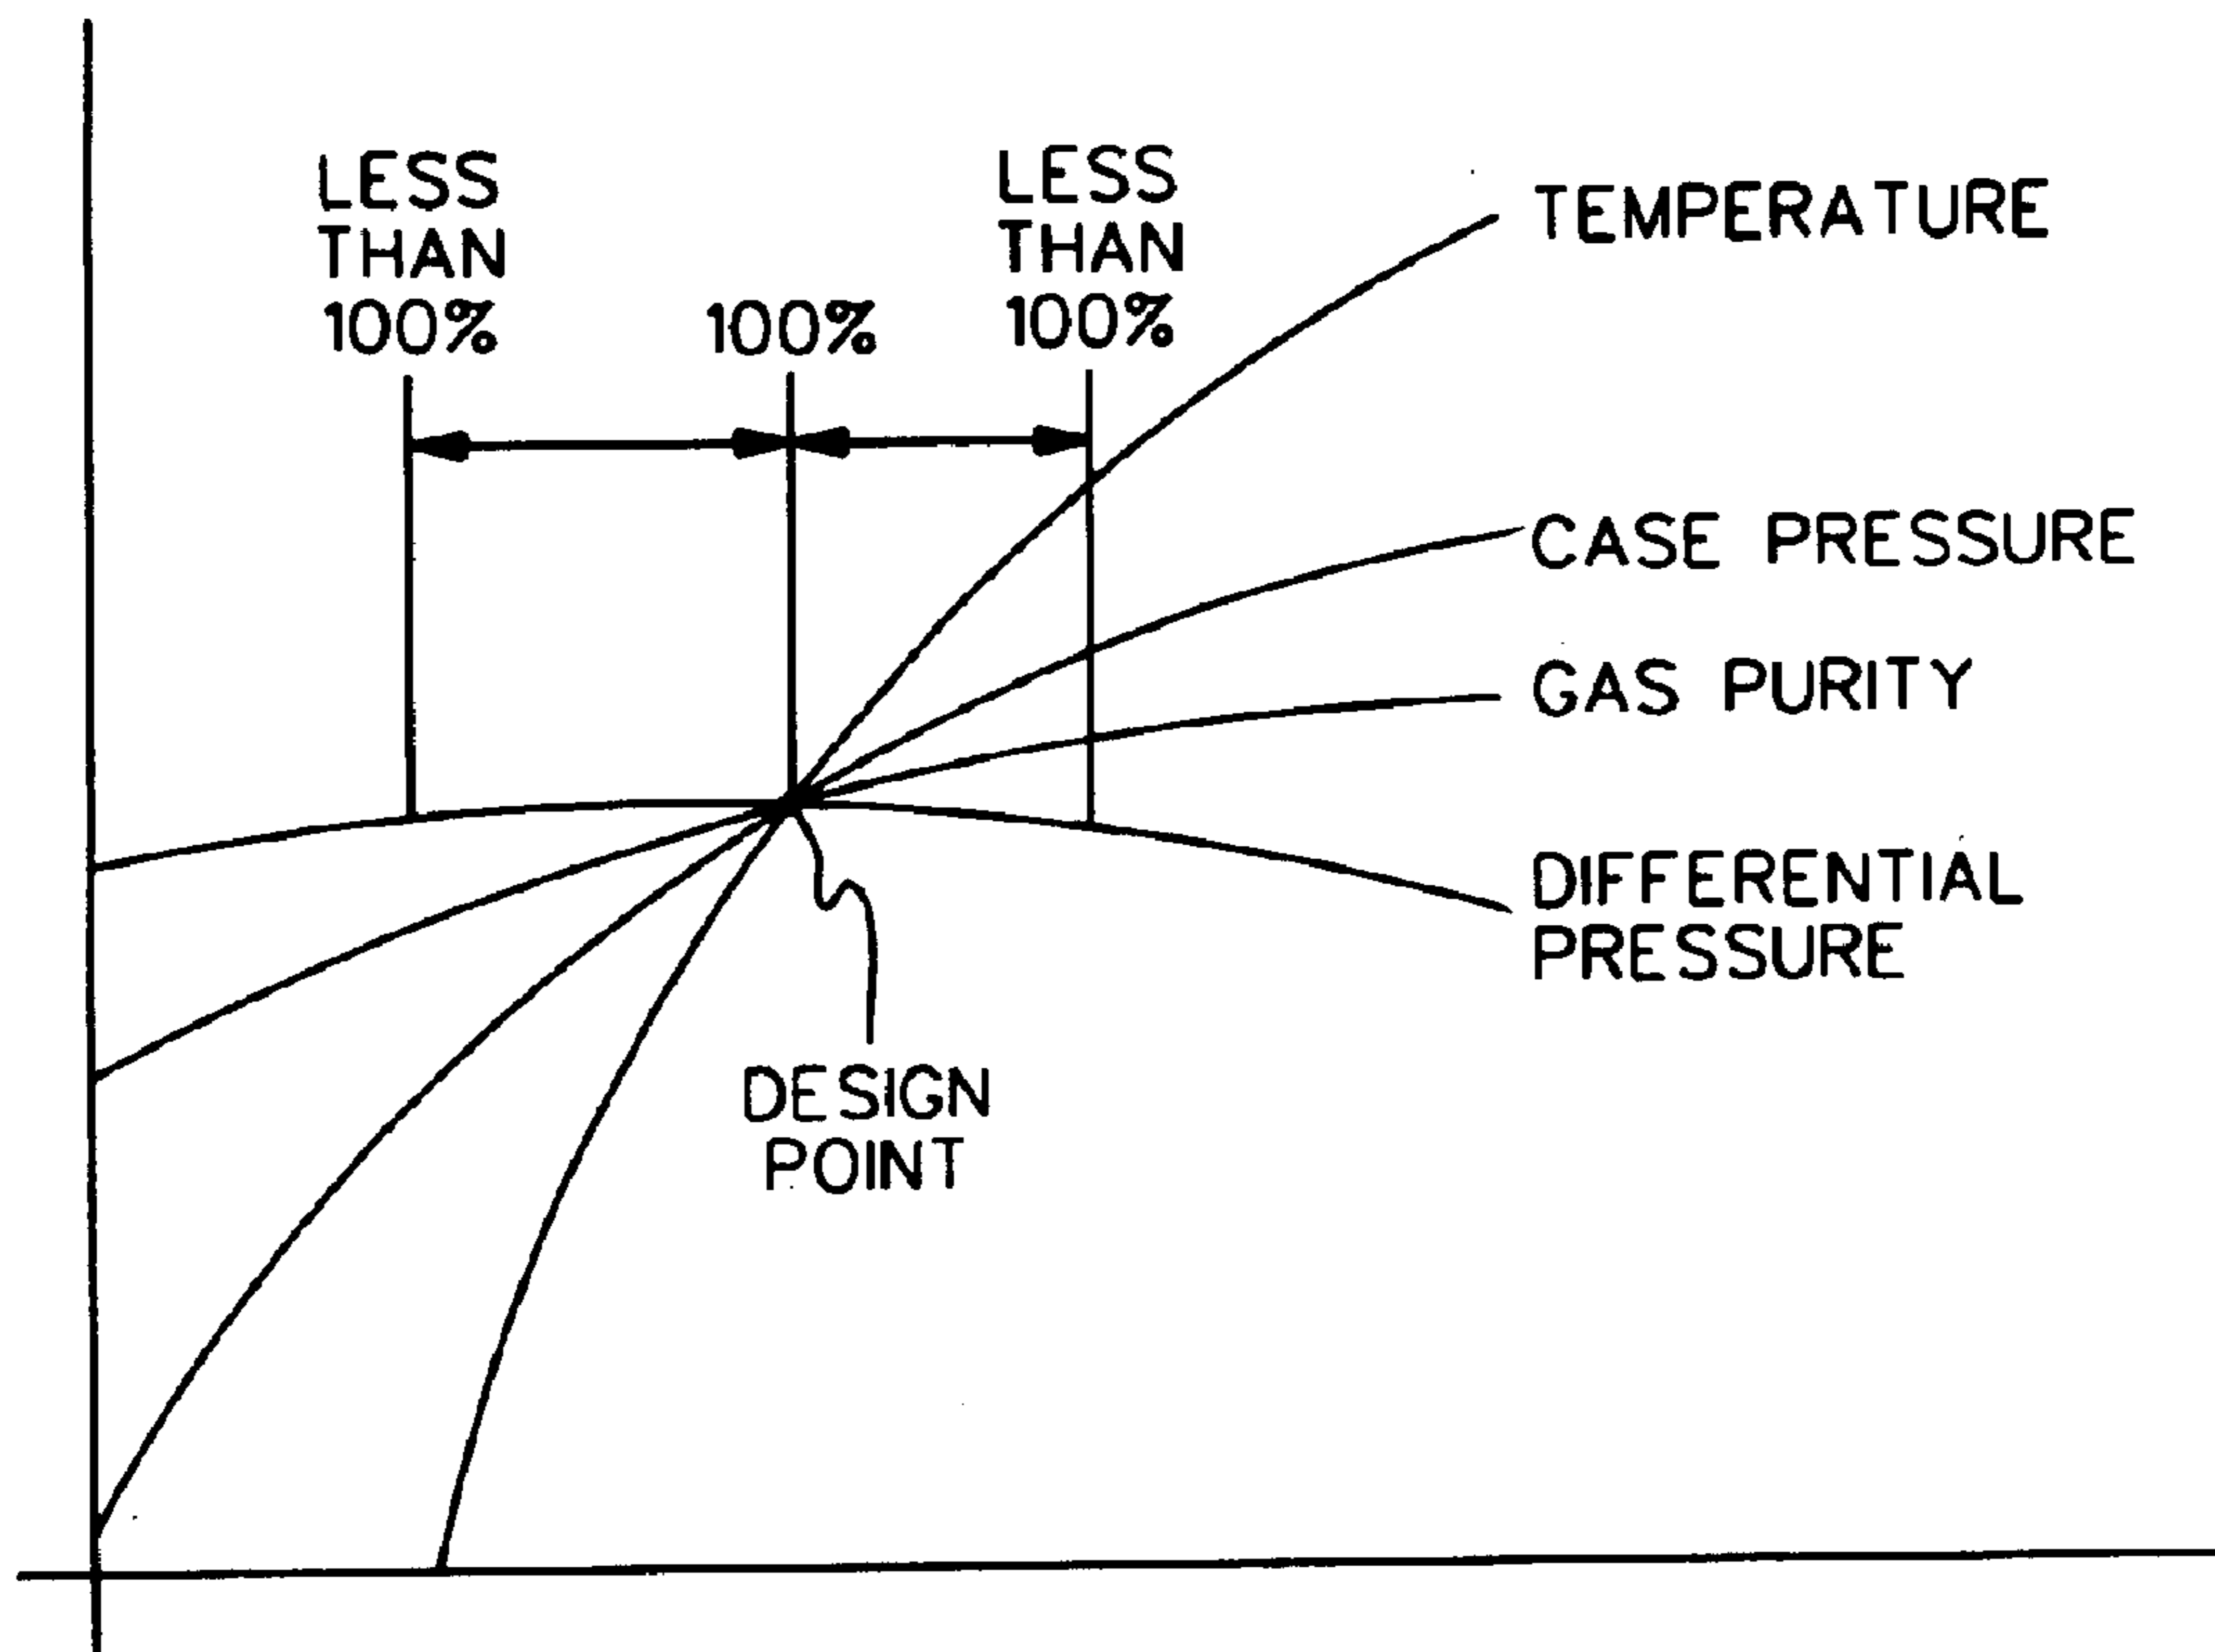 LESS
THAN
100%
100%
LESS
THAN
100%
TEMPERATURE
CASE PRESSURE
GAS PURITY
DIFFERENTIAL
PRESSURE
DESIGN
POINT